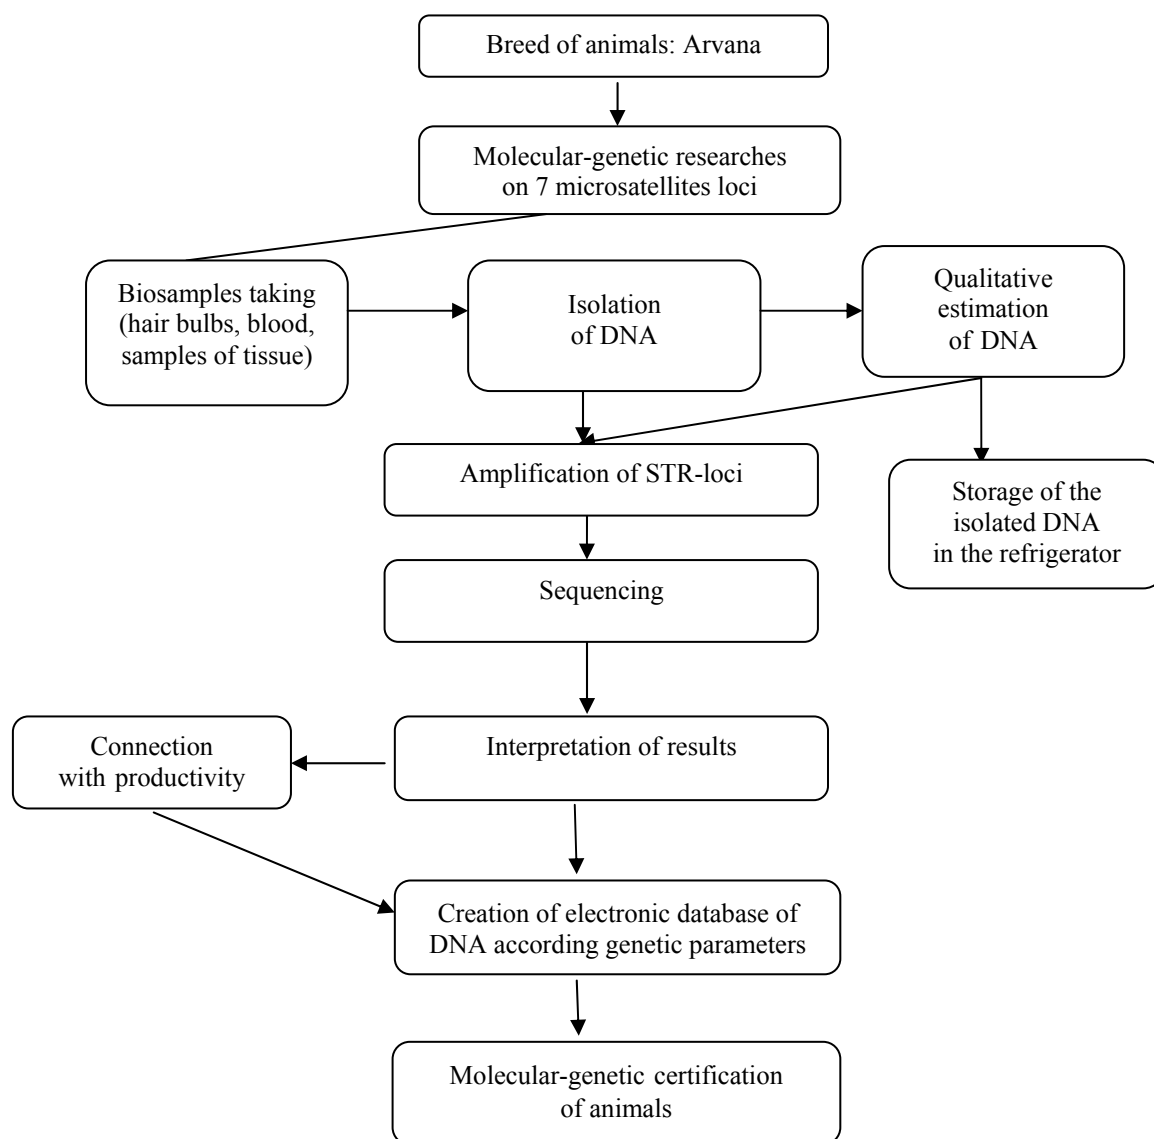 Breed of animals: Arvana
Molecular-genetic researches
on 7 microsatellites loci
Biosamples taking
(hair bulbs, blood,
samples of tissue)
Isolation
of DNA
Qualitative
estimation
of DNA
Amplification of STR-loci
Storage of the
isolated DNA
in the refrigerator
Sequencing
Connection
with productivity
Interpretation of results
Creation of electronic database of
DNA according genetic parameters
Molecular-genetic certification
of animals